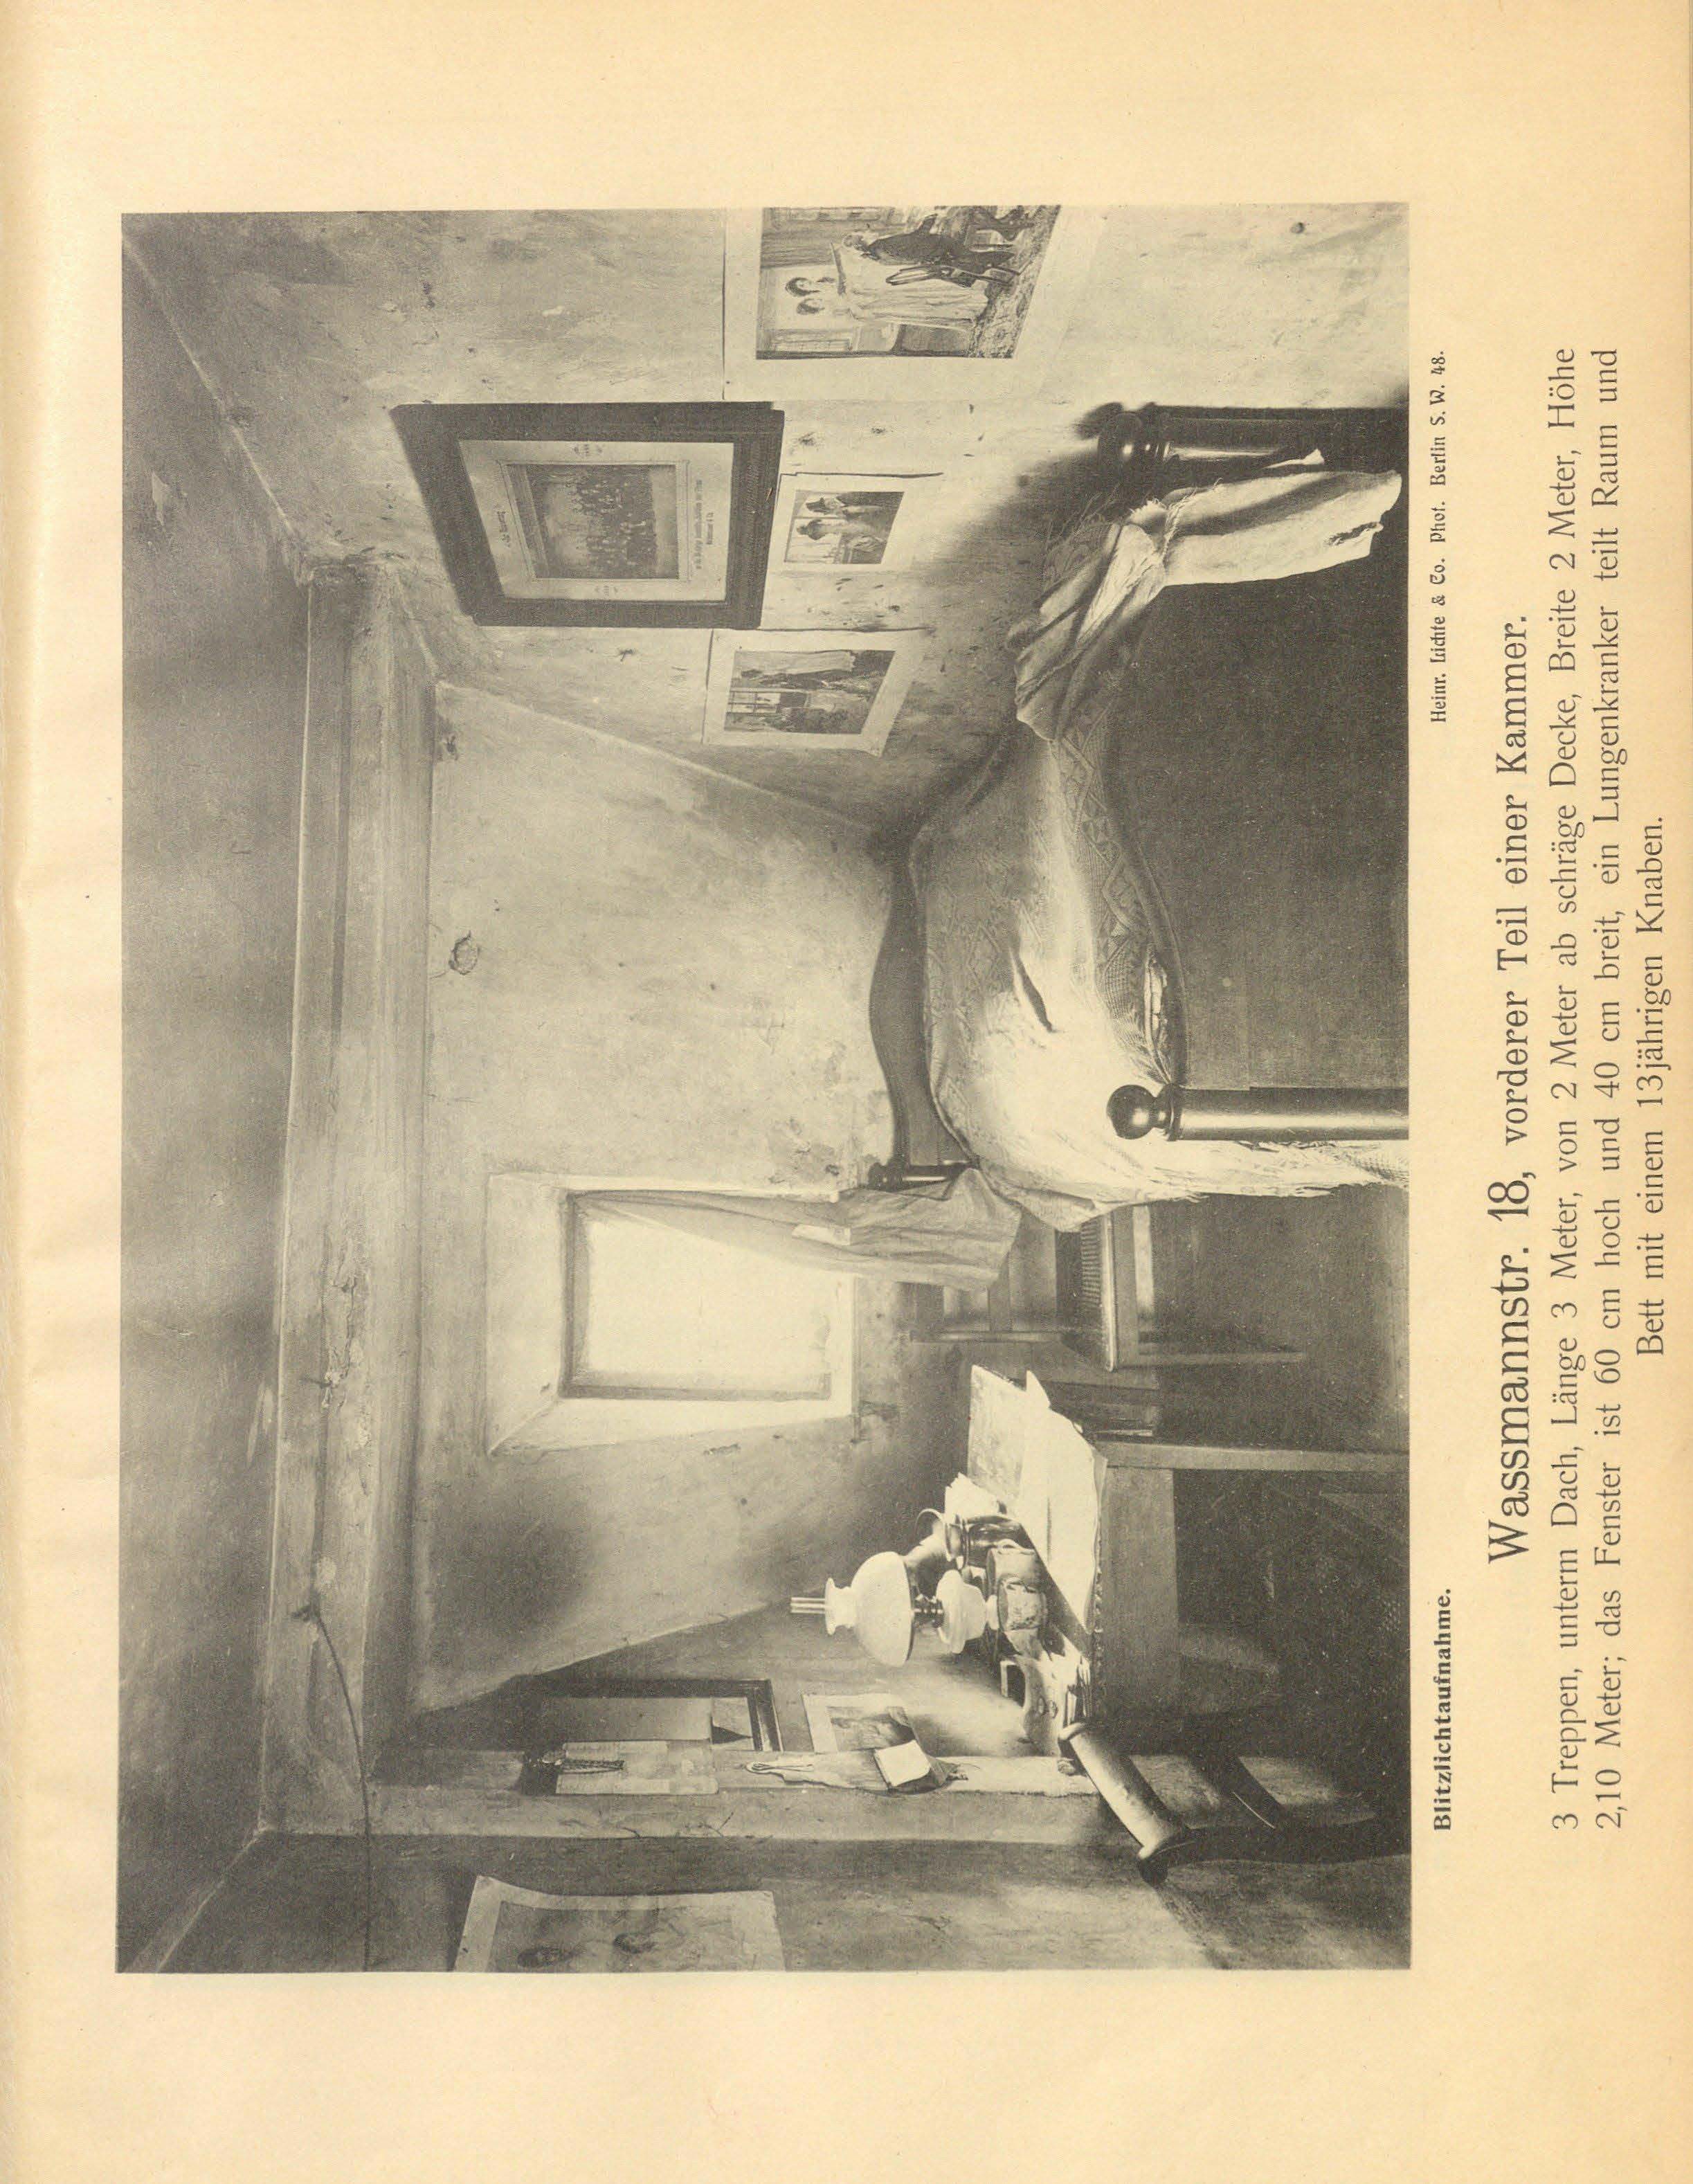 Blitzlichtaufnahme.
Heinr. Lichte & Co. Phot. Berlin S. W. 48.
Wassmannstr. 18, vorderer Teil einer Kammer.
3 Treppen, unterm Dach, Länge 3 Meter, von 2 Meter ab schräge Decke, Breite 2 Meter, Höhe
2,10 Meter; das Fenster ist 60 cm hoch und 40 cm breit, ein Lungenkranker teilt Raum und
Bett mit einem 13jährigen Knaben.